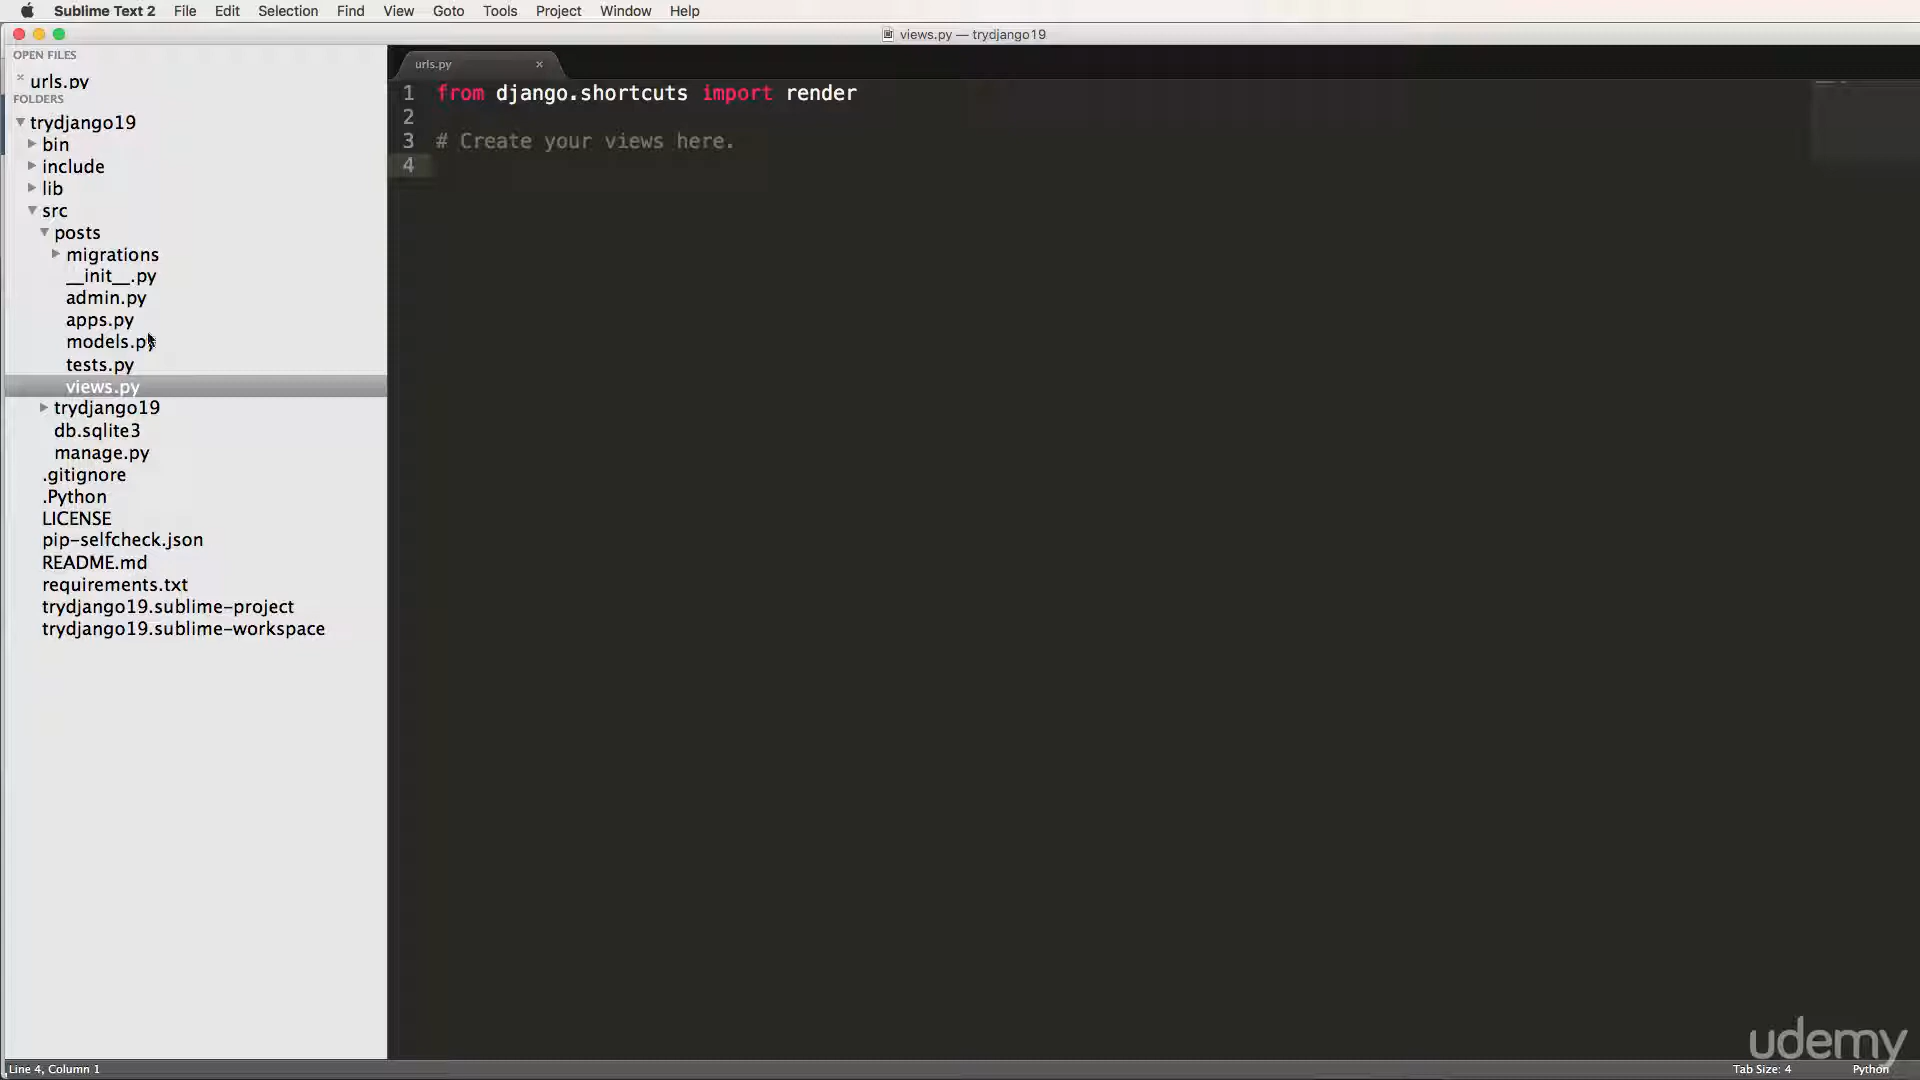 Sublime Text 2 File Edit Selection Find View Goto Tools Project Window Help
views.py — trydjango19
OPEN FILES
urls.py
FOLDERS
trydjango19
bin
include
lib
src
posts
migrations
__init__.py
admin.py
apps.py
models.py
tests.py
views.py
trydjango19
db.sqlite3
manage.py
.gitignore
.Python
LICENSE
pip-selfcheck.json
README.md
requirements.txt
trydjango19.sublime-project
trydjango19.sublime-workspace
urls.py ×
1 from django.shortcuts import render
2
3 # Create your views here.
4
udemy
Line 4, Column 1 Tab Size: 4 Python